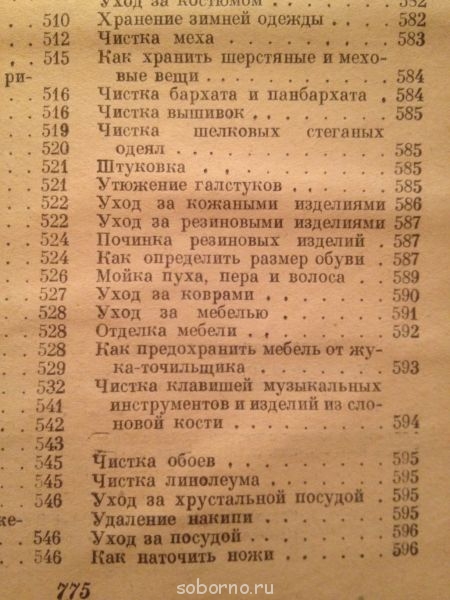 510
512
515
ри-
. 516
516
519
520
. 521
. 521
. 522
. 522
. 524
. 524
. 526
. 527
. 528
. 528
. 528
. 529
. 532
541
. 542
. 543
. 545
. 545
. 546
же-
. 546
. 546
Уход за костюмом . . . 582
Хранение зимней одежды . . 582
Чистка меха . . . . . . 583
Как хранить шерстяные и мехо-
вые вещи . . . . . . . 584
Чистка бархата и панбархата . 584
Чистка вышивок . . . . . 585
Чистка шелковых стеганых
одеял . . . . . . . . 585
Штуковка . . . . . . . 585
Утюжение галстуков . . . . 585
Уход за кожаными изделиями 586
Уход за резиновыми изделиями 587
Починка резиновых изделий . 587
Как определить размер обуви . 587
Мойка пуха, пера и волоса . . 589
Уход за коврами . . . . . 590
Уход за мебелью . . . . . 591
Отделка мебели . . . . . 592
Как предохранить мебель от жу-
ка-точильщика . . . . . 593
Чистка клавишей музыкальных
инструментов и изделий из сло-
новой кости . . . . . . 594
Чистка обоев . . . . . . 595
Чистка линолеума . . . . . 595
Уход за хрустальной посудой . 595
Удаление накипи . . . . . 595
Уход за посудой . . . . . 596
Как наточить ножи . . . . 596
775
soborno.ru